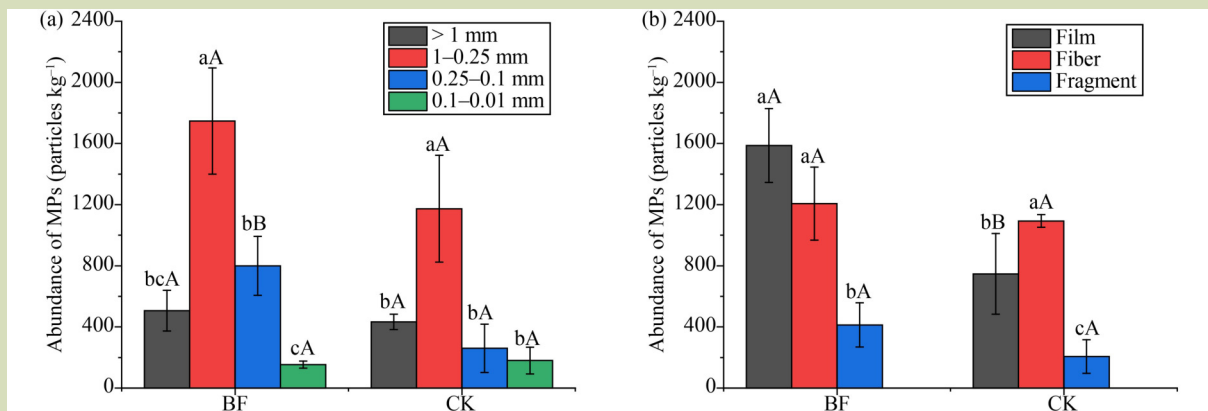 (a)
> 1 mm
1–0.25 mm
0.25–0.1 mm
0.1–0.01 mm
Abundance of MPs (particles kg⁻¹)
2400
2000
1600
1200
800
400
0
bcA
aA
bB
cA
bA
aA
bA
bA
BF
CK
(b)
Film
Fiber
Fragment
Abundance of MPs (particles kg⁻¹)
2400
2000
1600
1200
800
400
0
aA
aA
bA
bB
aA
cA
BF
CK